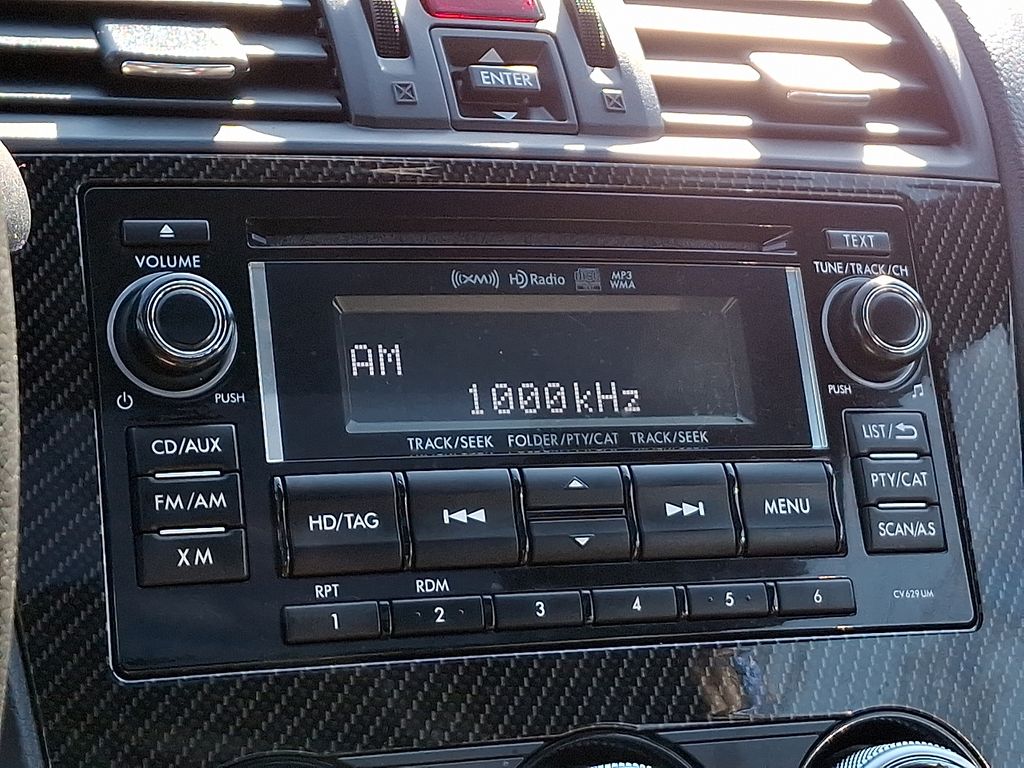 ENTER
TEXT
VOLUME
TUNE/TRACK/CH
((XM)) HD Radio disc MP3
WMA
AM
1000kHz
PUSH
PUSH
TRACK/SEEK FOLDER/PTY/CAT TRACK/SEEK
CD/AUX
LIST/
FM/AM
HD/TAG
MENU
PTY/CAT
XM
SCAN/A.S
RPT
RDM
1
2
3
4
5
6
CV629UM